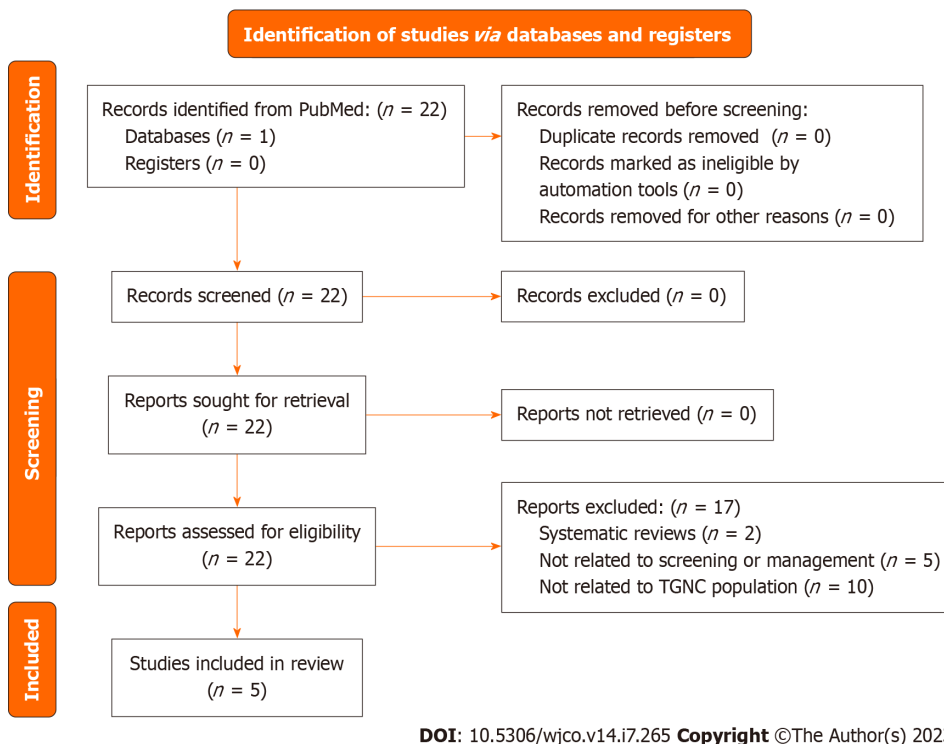 Identification of studies via databases and registers
Identification
Records identified from PubMed: (n = 22)
Databases (n = 1)
Registers (n = 0)
Records removed before screening:
Duplicate records removed (n = 0)
Records marked as ineligible by
automation tools (n = 0)
Records removed for other reasons (n = 0)
Screening
Records screened (n = 22)
Records excluded (n = 0)
Reports sought for retrieval
(n = 22)
Reports not retrieved (n = 0)
Reports assessed for eligibility
(n = 22)
Reports excluded: (n = 17)
Systematic reviews (n = 2)
Not related to screening or management (n = 5)
Not related to TGNC population (n = 10)
Included
Studies included in review
(n = 5)
DOI: 10.5306/wjco.v14.i7.265 Copyright ©The Author(s)